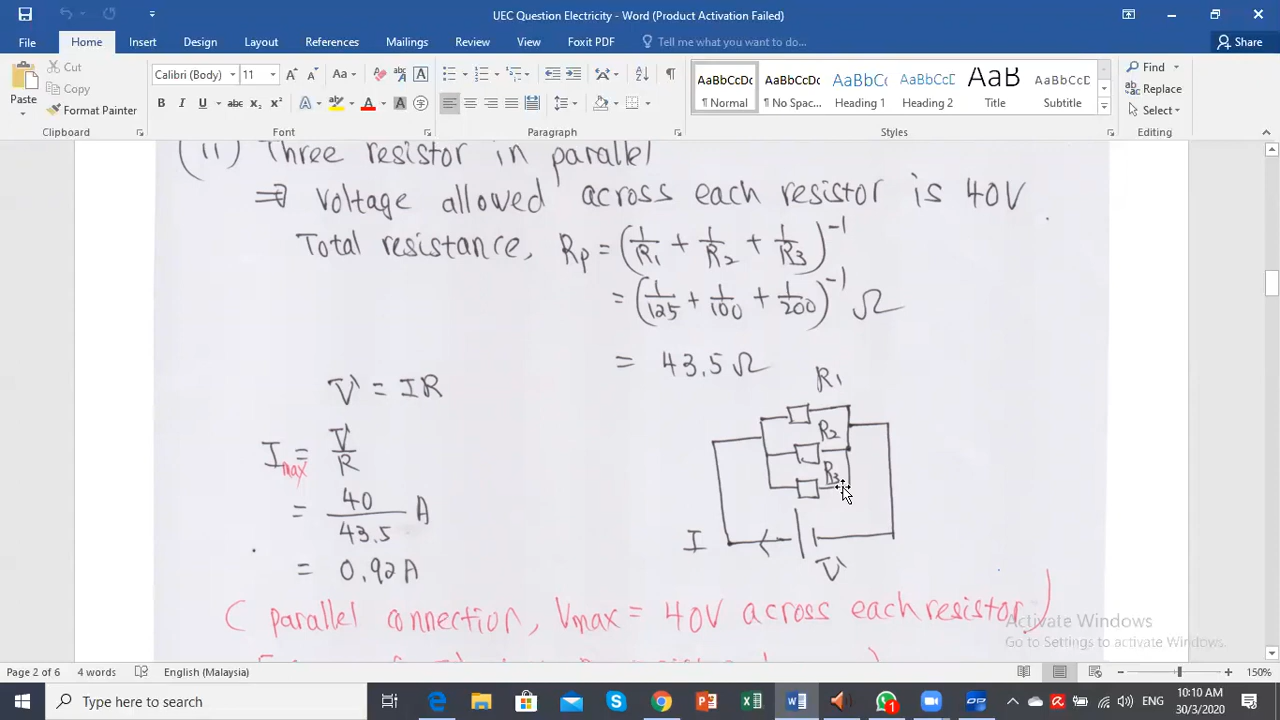 UEC Question Electricity - Word (Product Activation Failed)
File Home Insert Design Layout References Mailings Review View Foxit PDF Tell me what you want to do... Share
Cut
Copy
Format Painter
Paste
Calibri (Body) 11
AaBbCcDc AaBbCcDc AaBbCc AaBbCcD AaB AaBbCcD
¶ Normal ¶ No Spac... Heading 1 Heading 2 Title Subtitle
Find
Replace
Select
Clipboard Font Paragraph Styles Editing
(ii) Three resistor in parallel
⇒ Voltage allowed across each resistor is 40V
Total resistance, Rp = (1/R1 + 1/R2 + 1/R3)^-1
= (1/125 + 1/100 + 1/200)^-1 Ω
= 43.5Ω
V = IR
I max = V/R
= 40/43.5 A
= 0.92A
R1
R2
R3
I
V
( parallel connection, Vmax = 40V across each resistor )
Activate Windows
Go to Settings to activate Windows.
Page 2 of 6 4 words English (Malaysia) 150%
Type here to search
ENG
10:10 AM
30/3/2020